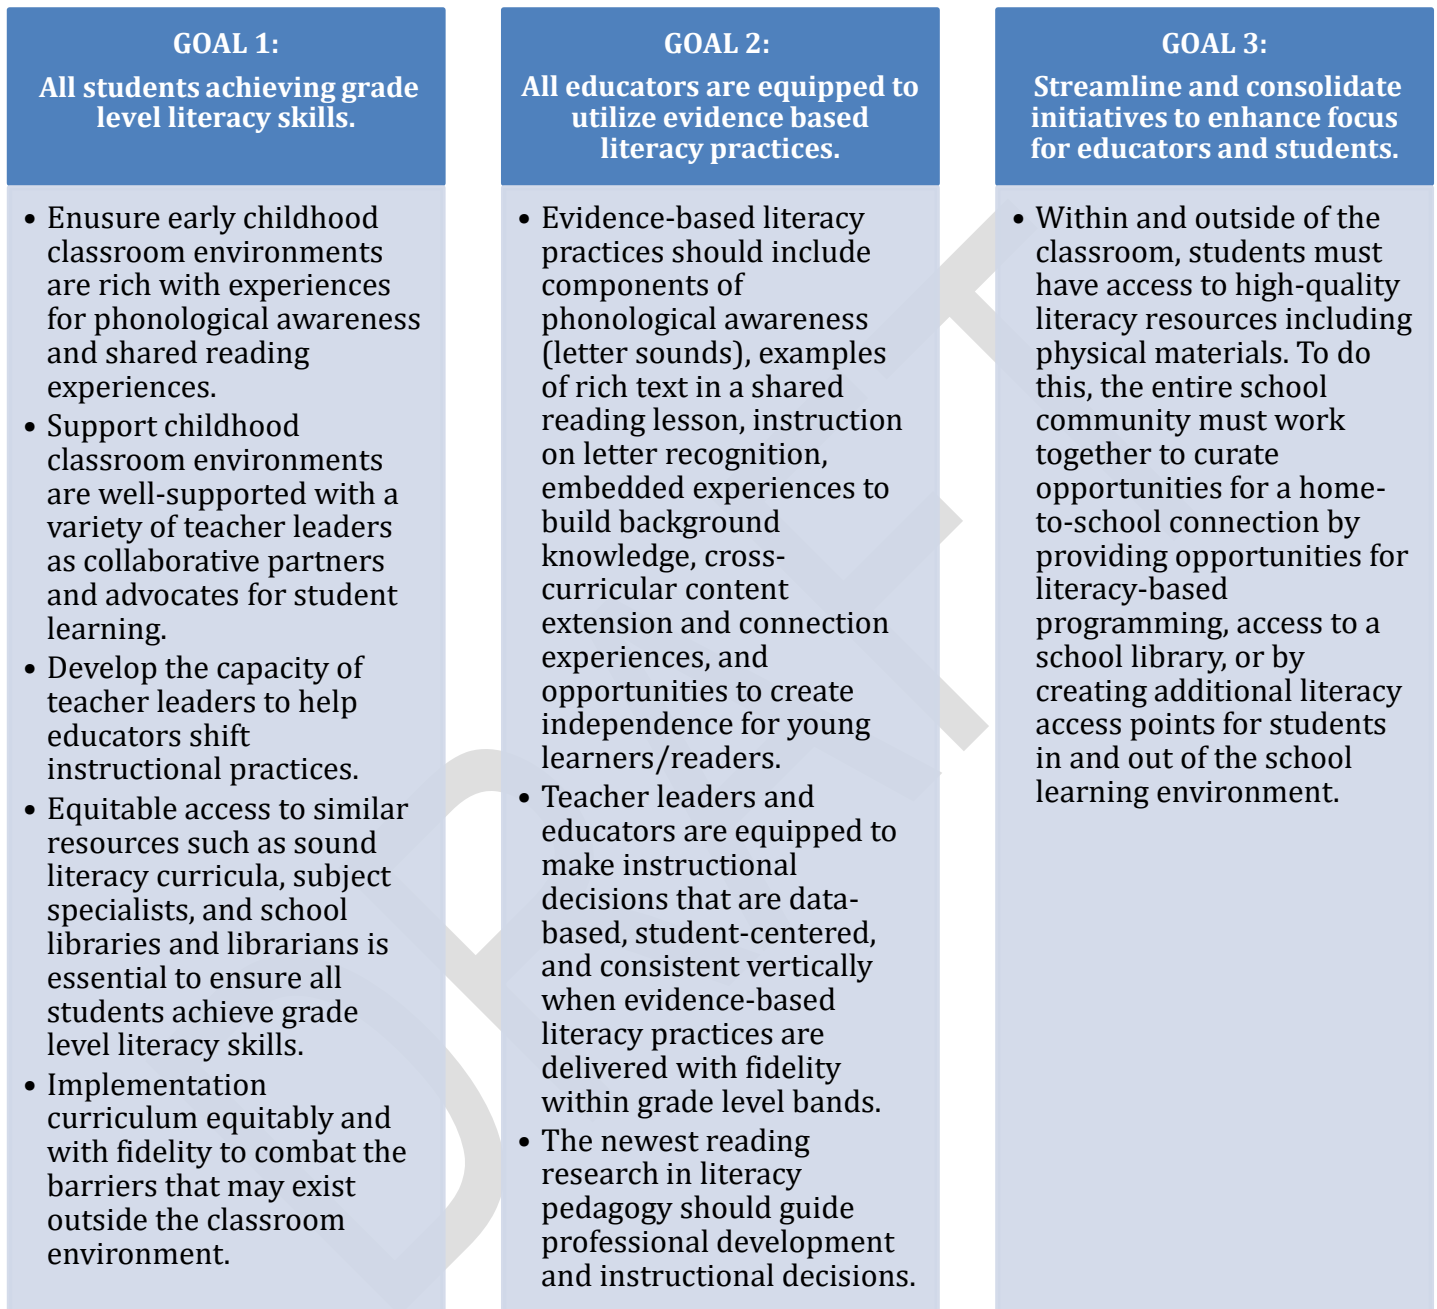 GOAL 1:
All students achieving grade
level literacy skills.
• Enusure early childhood
classroom environments
are rich with experiences
for phonological awareness
and shared reading
experiences.
• Support childhood
classroom environments
are well-supported with a
variety of teacher leaders
as collaborative partners
and advocates for student
learning.
• Develop the capacity of
teacher leaders to help
educators shift
instructional practices.
• Equitable access to similar
resources such as sound
literacy curricula, subject
specialists, and school
libraries and librarians is
essential to ensure all
students achieve grade
level literacy skills.
• Implementation
curriculum equitably and
with fidelity to combat the
barriers that may exist
outside the classroom
environment.
GOAL 2:
All educators are equipped to
utilize evidence based
literacy practices.
• Evidence-based literacy
practices should include
components of
phonological awareness
(letter sounds), examples
of rich text in a shared
reading lesson, instruction
on letter recognition,
embedded experiences to
build background
knowledge, cross-
curricular content
extension and connection
experiences, and
opportunities to create
independence for young
learners/readers.
• Teacher leaders and
educators are equipped to
make instructional
decisions that are data-
based, student-centered,
and consistent vertically
when evidence-based
literacy practices are
delivered with fidelity
within grade level bands.
• The newest reading
research in literacy
pedagogy should guide
professional development
and instructional decisions.
GOAL 3:
Streamline and consolidate
initiatives to enhance focus
for educators and students.
• Within and outside of the
classroom, students must
have access to high-quality
literacy resources including
physical materials. To do
this, the entire school
community must work
together to curate
opportunities for a home-
to-school connection by
providing opportunities for
literacy-based
programming, access to a
school library, or by
creating additional literacy
access points for students
in and out of the school
learning environment.
DRAFT